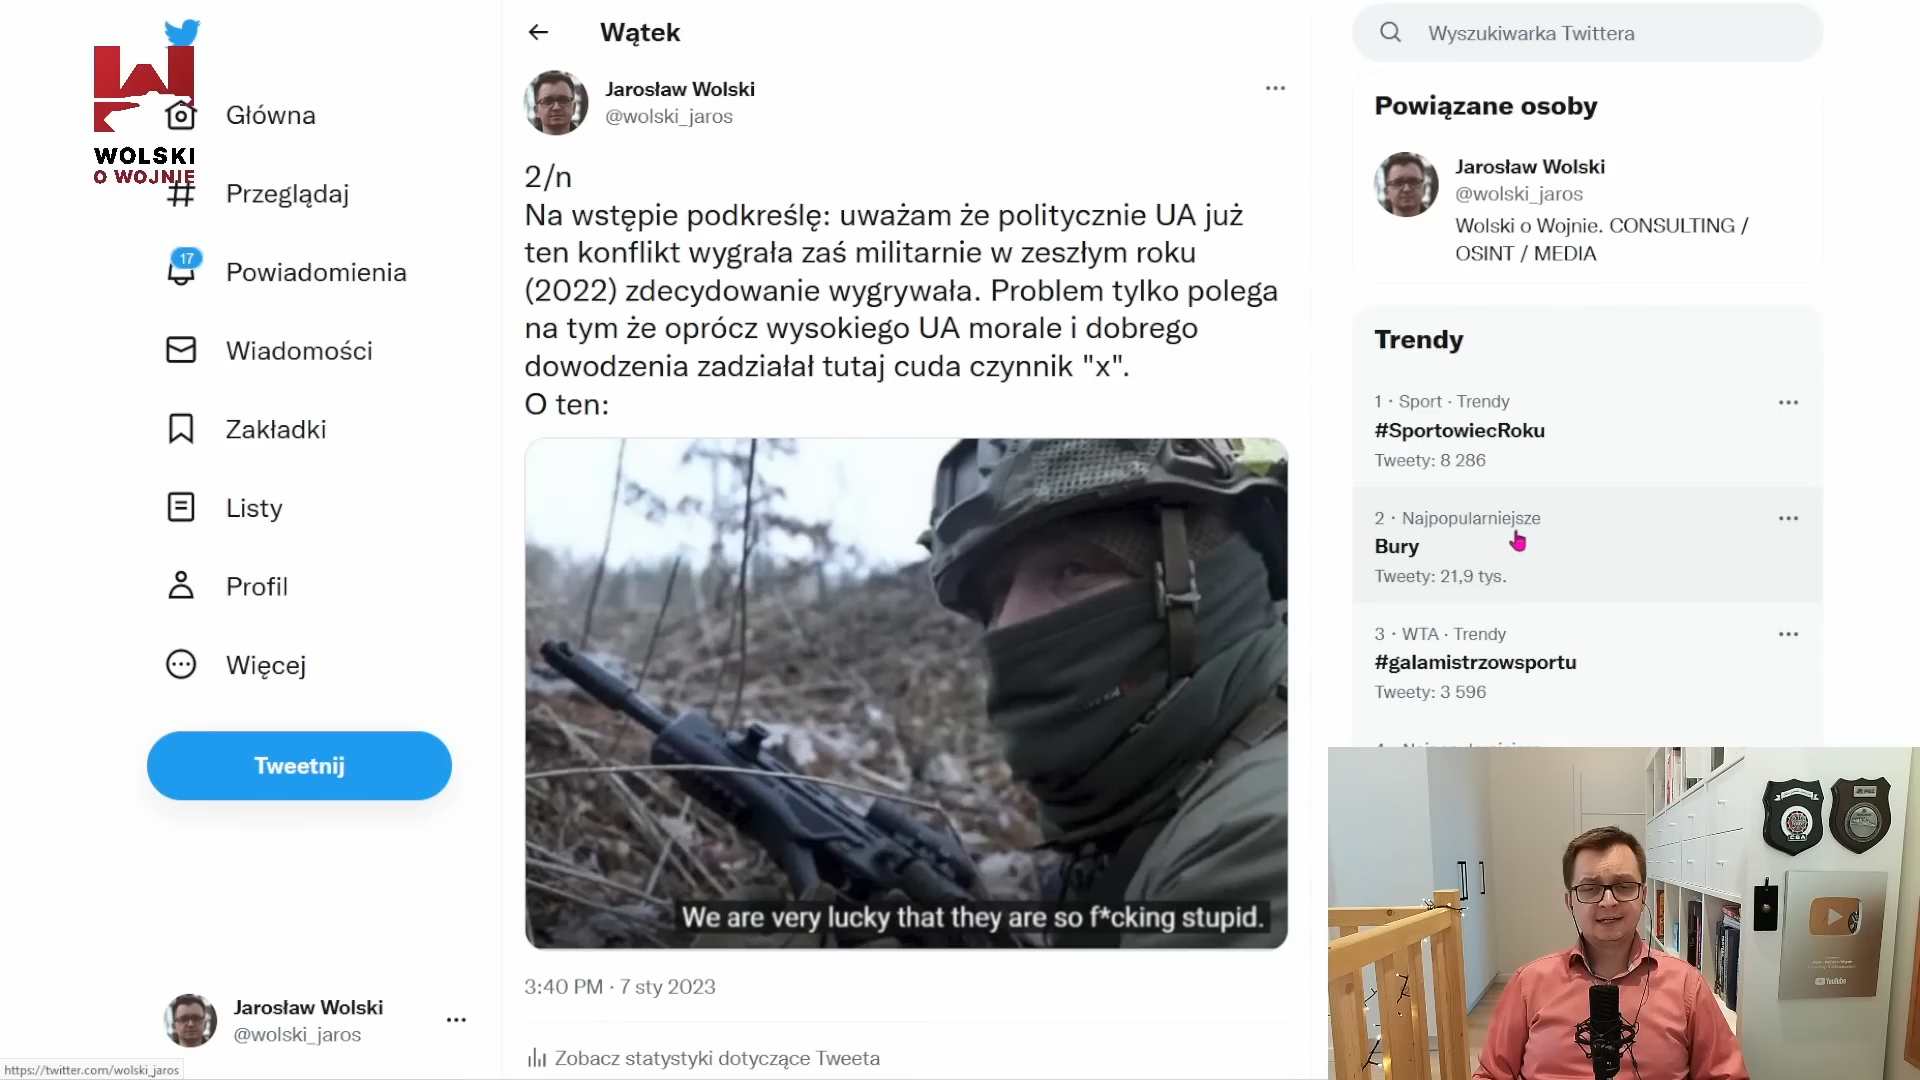 WOLSKI
O WOJNIE
Główna
Przeglądaj
17
Powiadomienia
Wiadomości
Zakładki
Listy
Profil
Więcej
Tweetnij
Jarosław Wolski
@wolski_jaros
https://twitter.com/wolski_jaros
Wątek
Jarosław Wolski
@wolski_jaros
2/n
Na wstępie podkreślę: uważam że politycznie UA już
ten konflikt wygrała zaś militarnie w zeszłym roku
(2022) zdecydowanie wygrywała. Problem tylko polega
na tym że oprócz wysokiego UA morale i dobrego
dowodzenia zadziałał tutaj cuda czynnik "x".
O ten:
We are very lucky that they are so f*cking stupid.
3:40 PM · 7 sty 2023
Zobacz statystyki dotyczące Tweeta
Wyszukiwarka Twittera
Powiązane osoby
Jarosław Wolski
@wolski_jaros
Wolski o Wojnie. CONSULTING /
OSINT / MEDIA
Trendy
1 · Sport · Trendy
#SportowiecRoku
Tweety: 8 286
2 · Najpopularniejsze
Bury
Tweety: 21,9 tys.
3 · WTA · Trendy
#galamistrzowsportu
Tweety: 3 596
YouTube